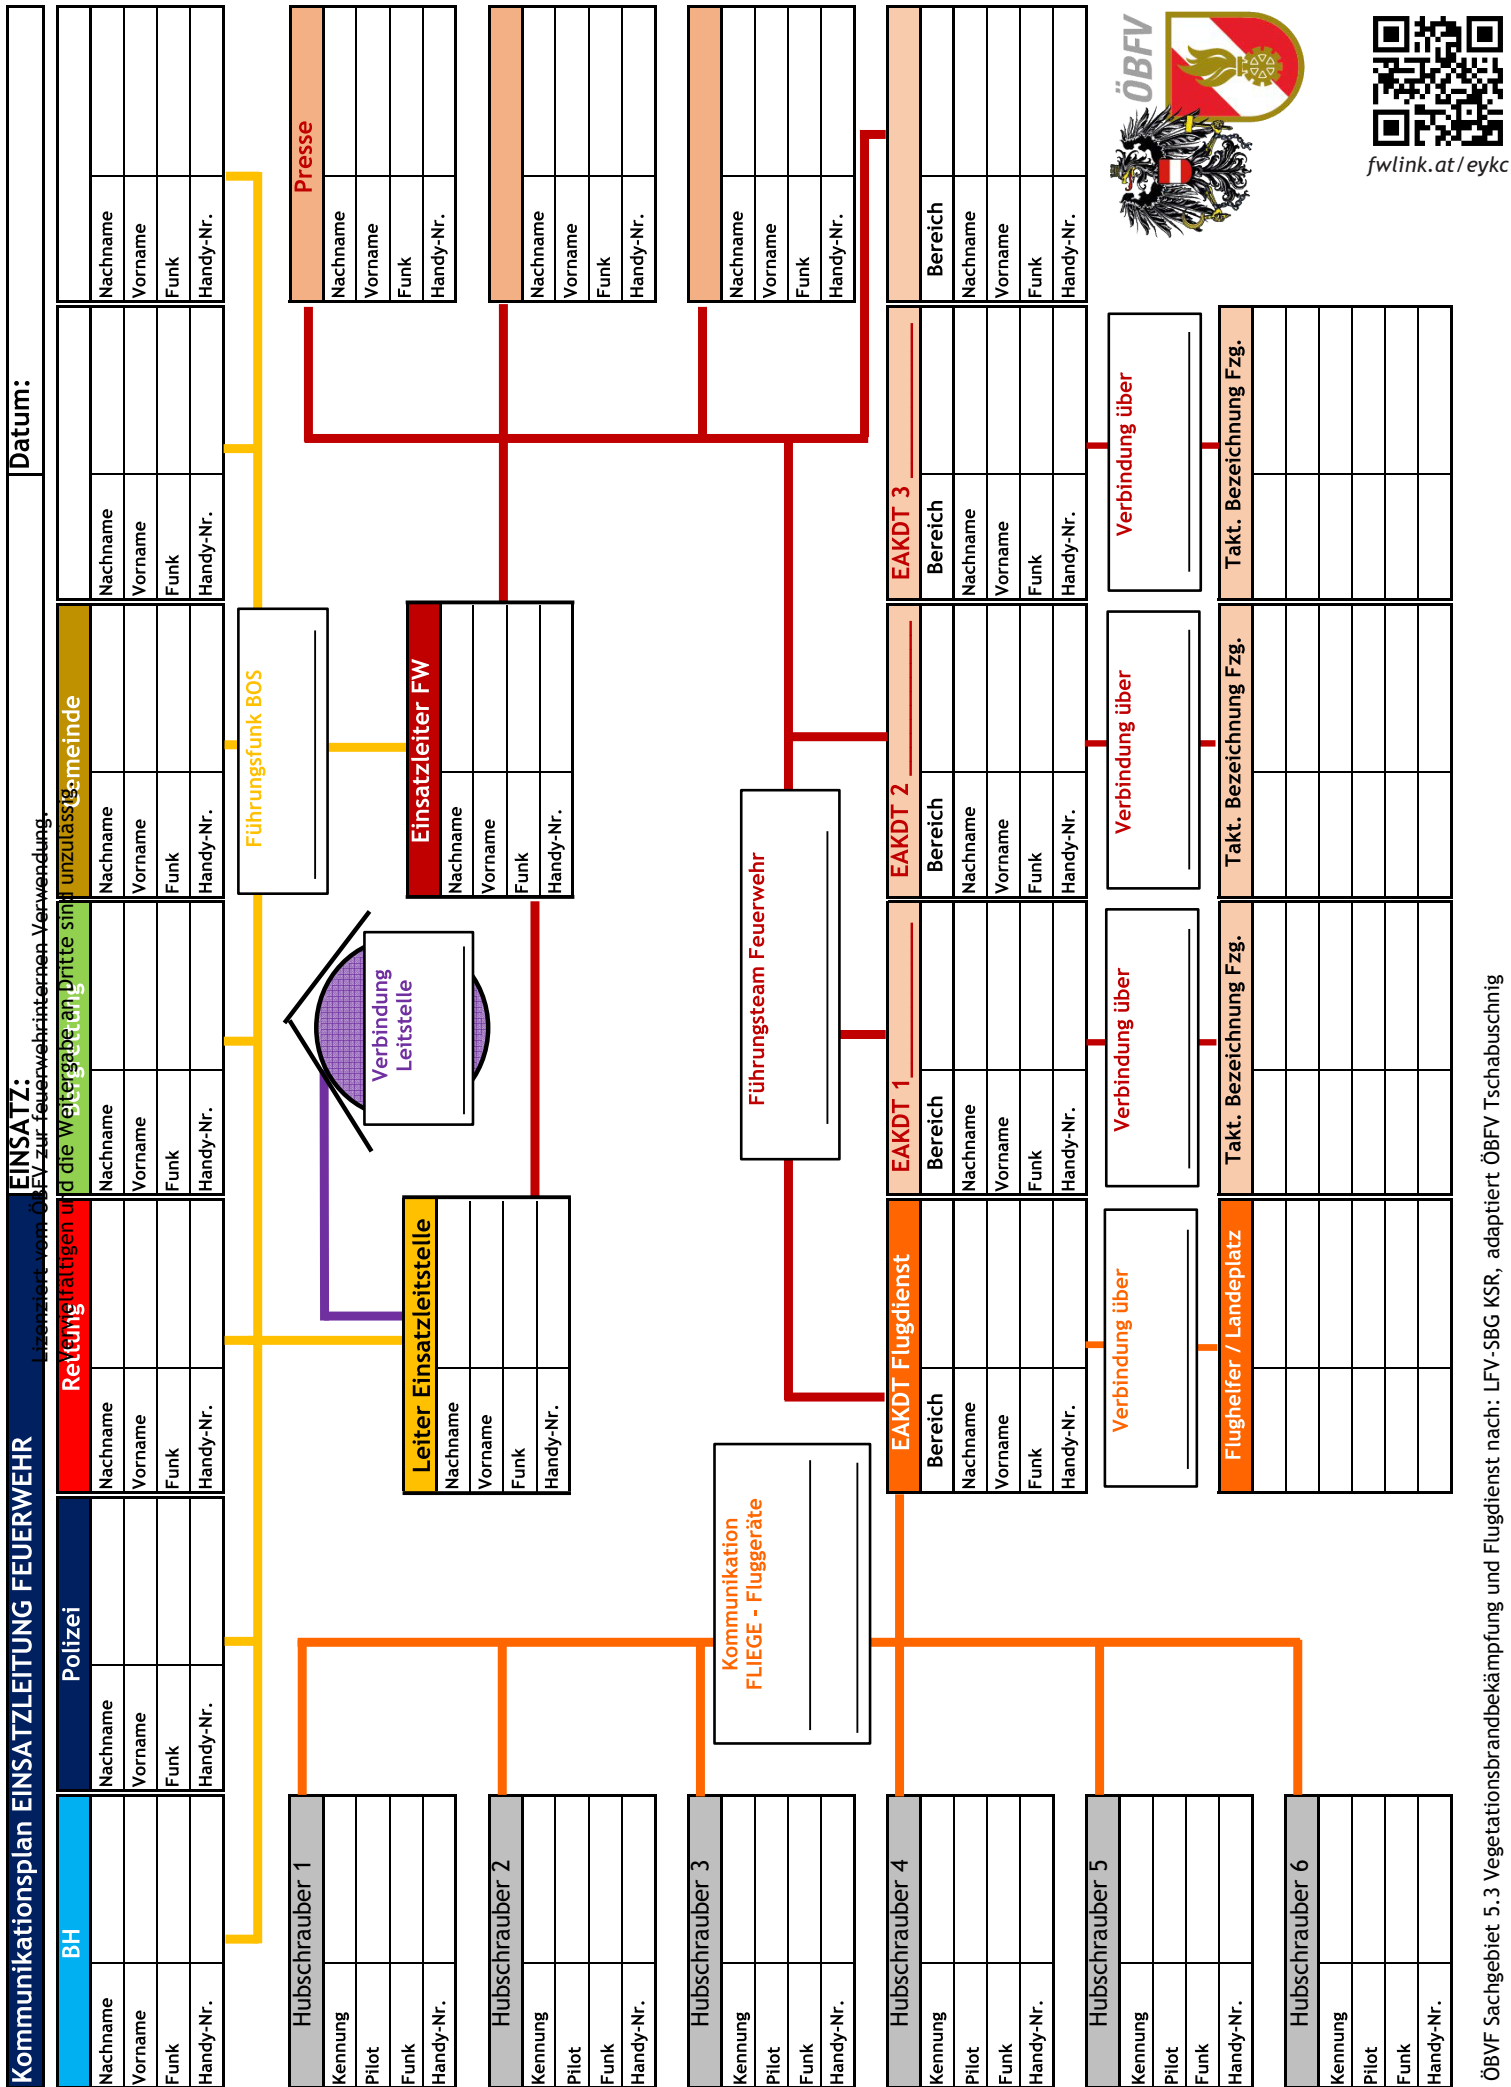 Kommunikationsplan EINSATZLEITUNG FEUERWEHR
EINSATZ:
Datum:
Lizenziert vom ÖBFV zur feuerwehrinternen Verwendung.
Vervielfältigen und die Weitergabe an Dritte sind unzulässig.
BH
Nachname
Vorname
Funk
Handy-Nr.
Polizei
Nachname
Vorname
Funk
Handy-Nr.
Rettung
Nachname
Vorname
Funk
Handy-Nr.
Bergrettung
Nachname
Vorname
Funk
Handy-Nr.
Gemeinde
Nachname
Vorname
Funk
Handy-Nr.
Nachname
Vorname
Funk
Handy-Nr.
Nachname
Vorname
Funk
Handy-Nr.
Führungsfunk BOS
Hubschrauber 1
Kennung
Pilot
Funk
Handy-Nr.
Hubschrauber 2
Kennung
Pilot
Funk
Handy-Nr.
Hubschrauber 3
Kennung
Pilot
Funk
Handy-Nr.
Hubschrauber 4
Kennung
Pilot
Funk
Handy-Nr.
Hubschrauber 5
Kennung
Pilot
Funk
Handy-Nr.
Hubschrauber 6
Kennung
Pilot
Funk
Handy-Nr.
Kommunikation
FLIEGE - Fluggeräte
Leiter Einsatzleitstelle
Nachname
Vorname
Funk
Handy-Nr.
Verbindung
Leitstelle
Einsatzleiter FW
Nachname
Vorname
Funk
Handy-Nr.
Presse
Nachname
Vorname
Funk
Handy-Nr.
Nachname
Vorname
Funk
Handy-Nr.
Nachname
Vorname
Funk
Handy-Nr.
Führungsteam Feuerwehr
EAKDT Flugdienst
Bereich
Nachname
Vorname
Funk
Handy-Nr.
Verbindung über
Flughelfer / Landeplatz
EAKDT 1
Bereich
Nachname
Vorname
Funk
Handy-Nr.
Verbindung über
Takt. Bezeichnung Fzg.
EAKDT 2
Bereich
Nachname
Vorname
Funk
Handy-Nr.
Verbindung über
Takt. Bezeichnung Fzg.
EAKDT 3
Bereich
Nachname
Vorname
Funk
Handy-Nr.
Verbindung über
Takt. Bezeichnung Fzg.
Bereich
Nachname
Vorname
Funk
Handy-Nr.
ÖBFV
fwlink.at/eykc
ÖBVF Sachgebiet 5.3 Vegetationsbrandbekämpfung und Flugdienst nach: LFV-SBG KSR, adaptiert ÖBFV Tschabuschnig